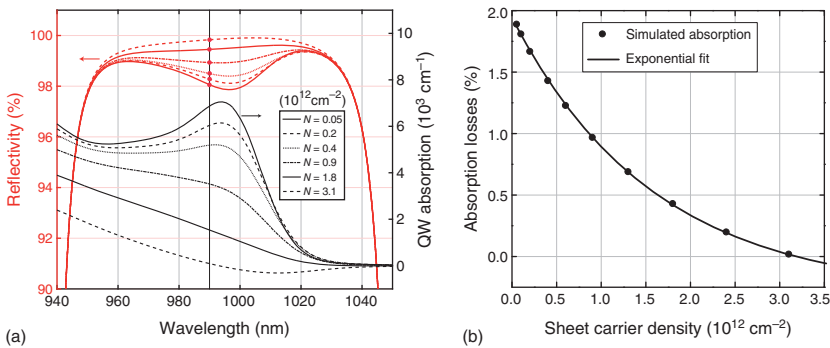 100
98
96
94
92
90
Reflectivity (%)
10
8
6
4
2
0
QW absorption (10³ cm⁻¹)
(10¹²cm⁻²)
N = 0.05
N = 0.2
N = 0.4
N = 0.9
N = 1.8
N = 3.1
940 960 980 1000 1020 1040
Wavelength (nm)
(a)
2.0
1.5
1.0
0.5
0.0
Absorption losses (%)
Simulated absorption
Exponential fit
0.0 0.5 1.0 1.5 2.0 2.5 3.0 3.5
Sheet carrier density (10¹² cm⁻²)
(b)